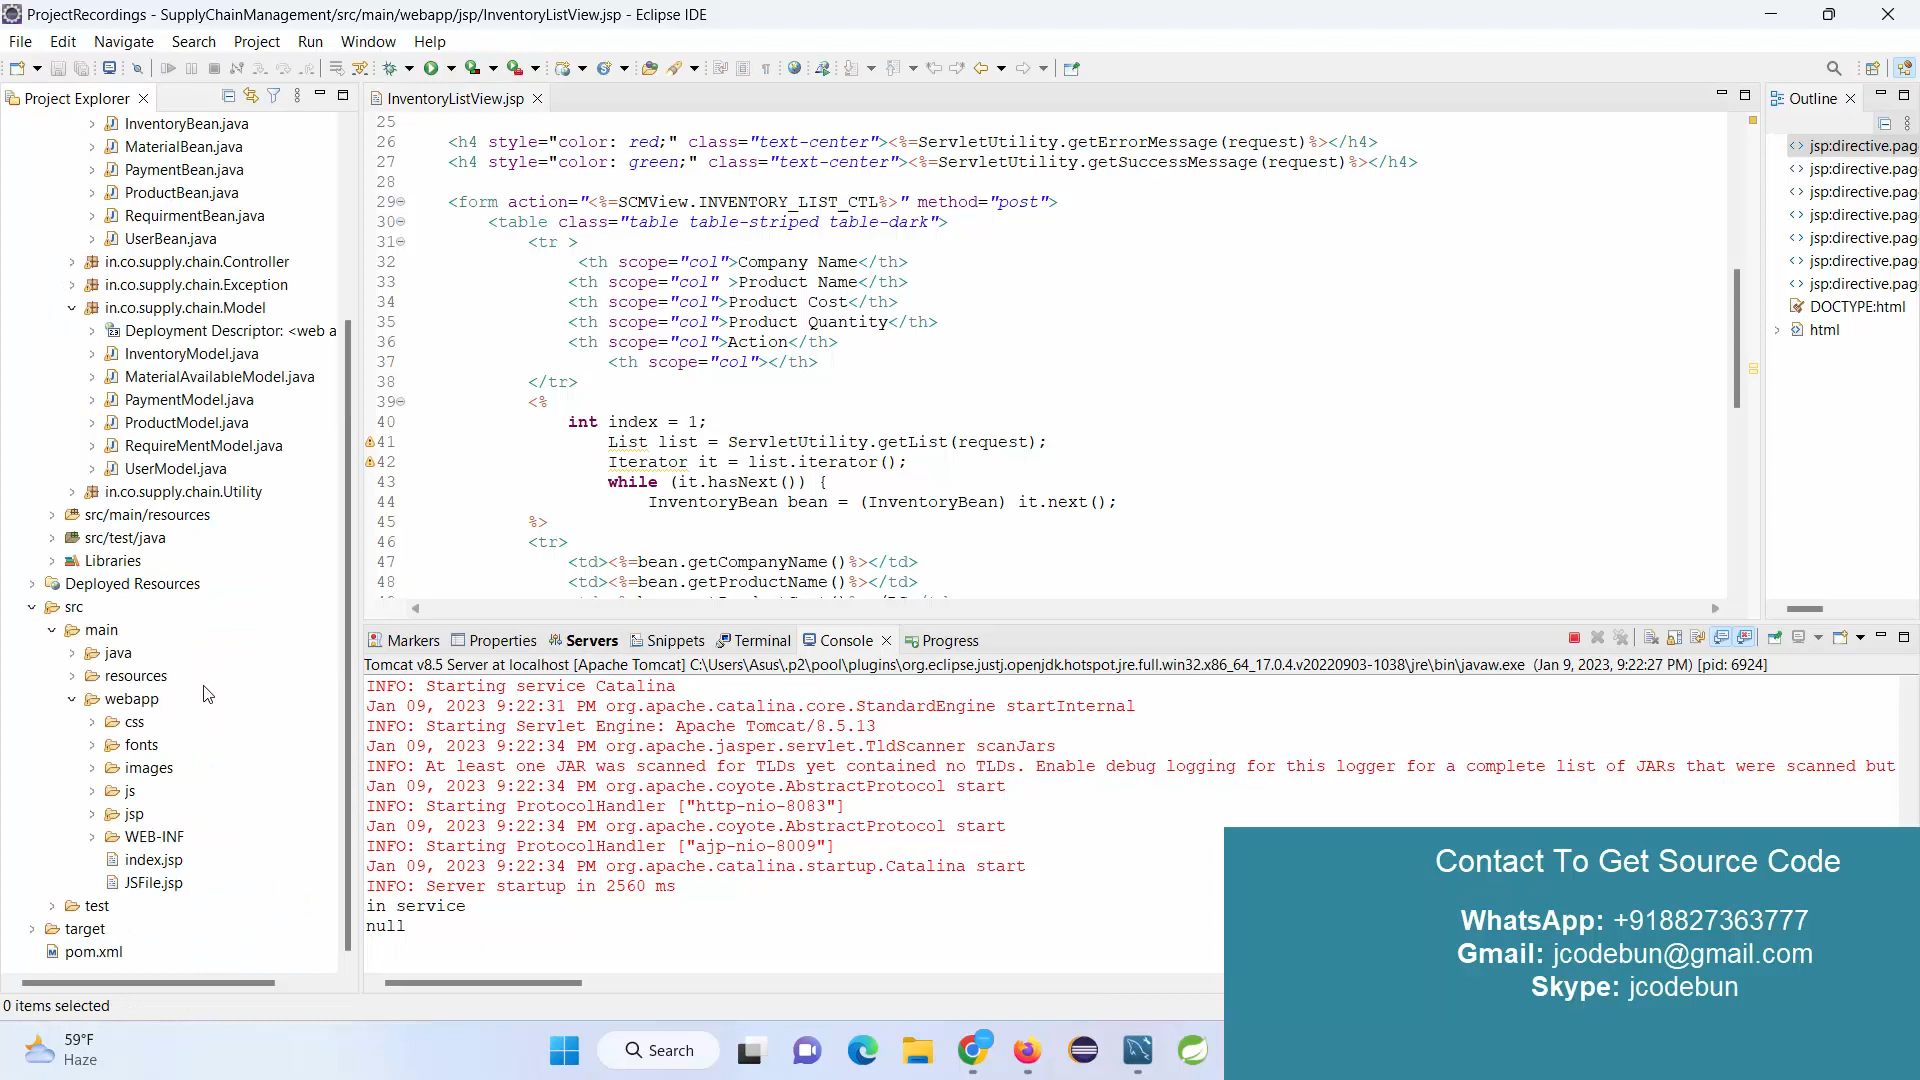 ProjectRecordings - SupplyChainManagement/src/main/webapp/jsp/InventoryListView.jsp - Eclipse IDE
File Edit Navigate Search Project Run Window Help
Project Explorer
InventoryBean.java
MaterialBean.java
PaymentBean.java
ProductBean.java
RequirmentBean.java
UserBean.java
in.co.supply.chain.Controller
in.co.supply.chain.Exception
in.co.supply.chain.Model
Deployment Descriptor: <web a
InventoryModel.java
MaterialAvailableModel.java
PaymentModel.java
ProductModel.java
RequireMentModel.java
UserModel.java
in.co.supply.chain.Utility
src/main/resources
src/test/java
Libraries
Deployed Resources
src
main
java
resources
webapp
css
fonts
images
js
jsp
WEB-INF
index.jsp
JSFile.jsp
test
target
pom.xml
0 items selected
InventoryListView.jsp
25
26 <h4 style="color: red;" class="text-center"><%=ServletUtility.getErrorMessage(request)%></h4>
27 <h4 style="color: green;" class="text-center"><%=ServletUtility.getSuccessMessage(request)%></h4>
28
29 <form action="<%=SCMView.INVENTORY_LIST_CTL%>" method="post">
30 <table class="table table-striped table-dark">
31 <tr >
32 <th scope="col">Company Name</th>
33 <th scope="col" >Product Name</th>
34 <th scope="col">Product Cost</th>
35 <th scope="col">Product Quantity</th>
36 <th scope="col">Action</th>
37 <th scope="col"></th>
38 </tr>
39 <%
40 int index = 1;
41 List list = ServletUtility.getList(request);
42 Iterator it = list.iterator();
43 while (it.hasNext()) {
44 InventoryBean bean = (InventoryBean) it.next();
45 %>
46 <tr>
47 <td><%=bean.getCompanyName()%></td>
48 <td><%=bean.getProductName()%></td>
Outline
jsp:directive.pag
jsp:directive.pag
jsp:directive.pag
jsp:directive.pag
jsp:directive.pag
jsp:directive.pag
jsp:directive.pag
DOCTYPE:html
html
Markers Properties Servers Snippets Terminal Console Progress
Tomcat v8.5 Server at localhost [Apache Tomcat] C:\Users\Asus\.p2\pool\plugins\org.eclipse.justj.openjdk.hotspot.jre.full.win32.x86_64_17.0.4.v20220903-1038\jre\bin\javaw.exe (Jan 9, 2023, 9:22:27 PM) [pid: 6924]
INFO: Starting service Catalina
Jan 09, 2023 9:22:31 PM org.apache.catalina.core.StandardEngine startInternal
INFO: Starting Servlet Engine: Apache Tomcat/8.5.13
Jan 09, 2023 9:22:34 PM org.apache.jasper.servlet.TldScanner scanJars
INFO: At least one JAR was scanned for TLDs yet contained no TLDs. Enable debug logging for this logger for a complete list of JARs that were scanned but
Jan 09, 2023 9:22:34 PM org.apache.coyote.AbstractProtocol start
INFO: Starting ProtocolHandler ["http-nio-8083"]
Jan 09, 2023 9:22:34 PM org.apache.coyote.AbstractProtocol start
INFO: Starting ProtocolHandler ["ajp-nio-8009"]
Jan 09, 2023 9:22:34 PM org.apache.catalina.startup.Catalina start
INFO: Server startup in 2560 ms
in service
null
Contact To Get Source Code
WhatsApp: +918827363777
Gmail: jcodebun@gmail.com
Skype: jcodebun
59°F
Haze
Search